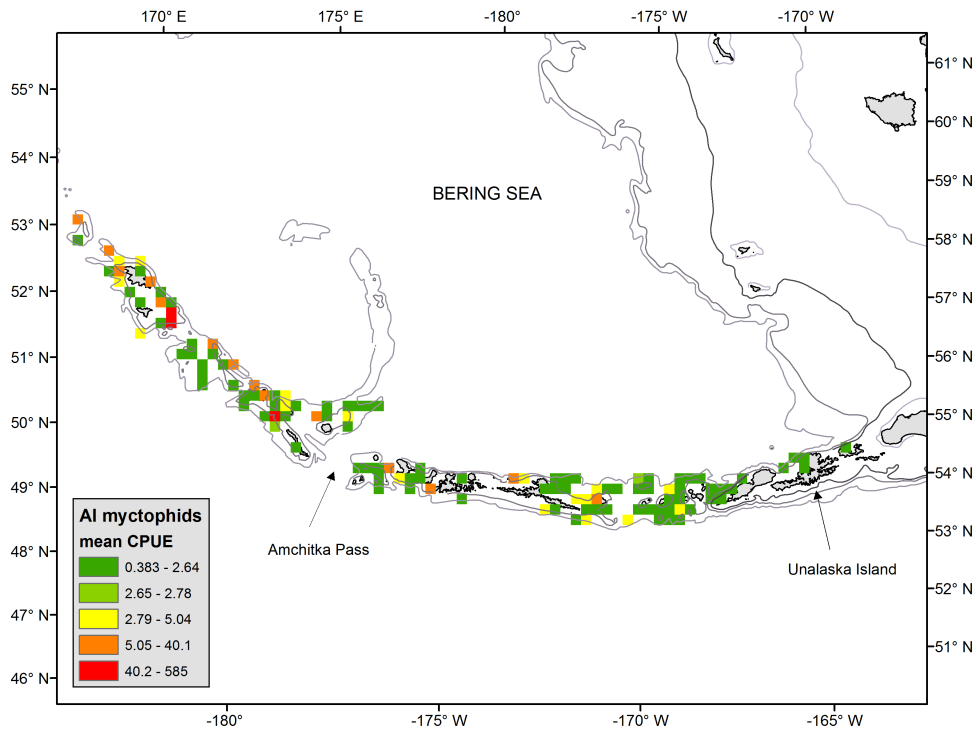 170° E 175° E -180° -175° W -170° W
55° N
54° N
53° N
52° N
51° N
50° N
49° N
48° N
47° N
46° N
61° N
60° N
59° N
58° N
57° N
56° N
55° N
54° N
53° N
52° N
51° N
BERING SEA
Amchitka Pass
Unalaska Island
AI myctophids
mean CPUE
0.383 - 2.64
2.65 - 2.78
2.79 - 5.04
5.05 - 40.1
40.2 - 585
-180° -175° W -170° W -165° W